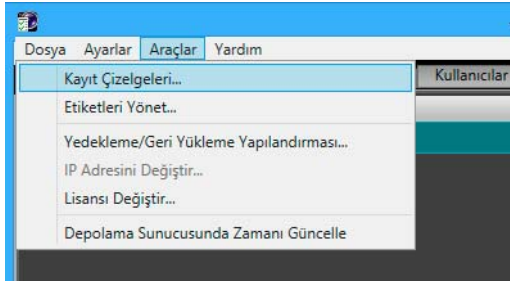 Dosya Ayarlar Araçlar Yardım
Kayıt Çizelgeleri... Kullanıcılar
Etiketleri Yönet...
Yedekleme/Geri Yükleme Yapılandırması...
IP Adresini Değiştir...
Lisansı Değiştir...
Depolama Sunucusunda Zamanı Güncelle